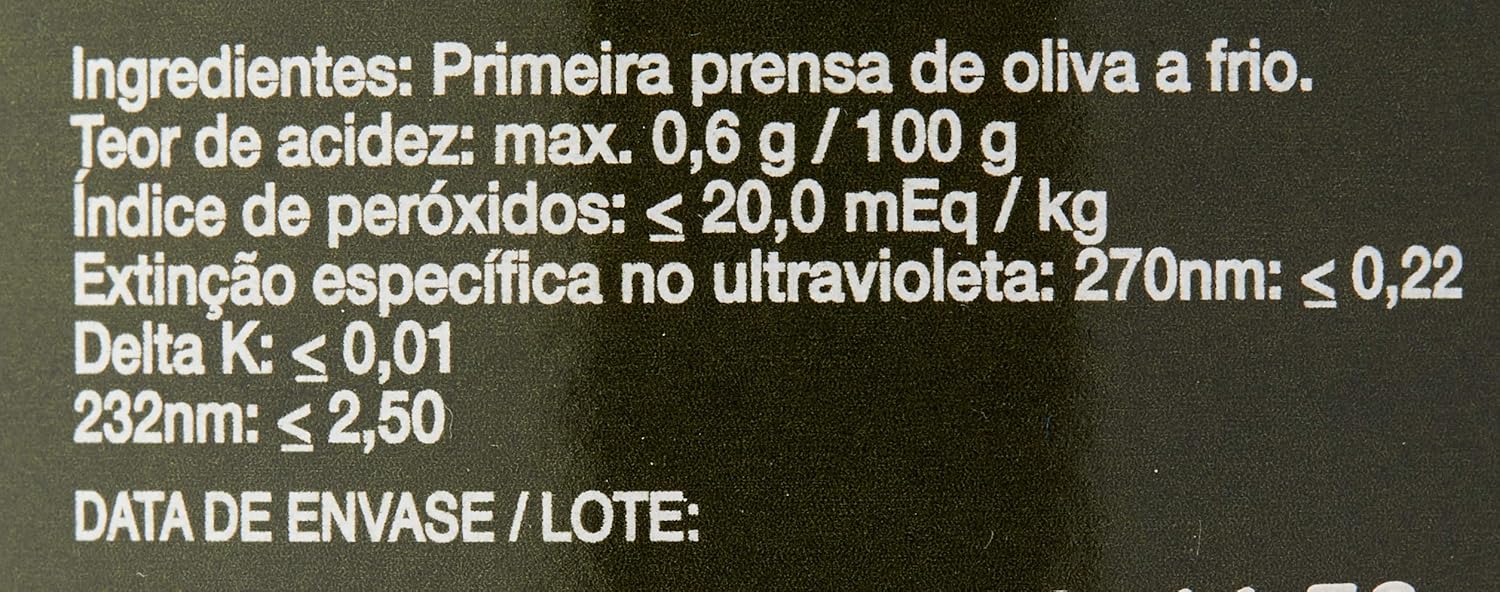 Ingredientes: Primeira prensa de oliva a frio.
Teor de acidez: max. 0,6 g / 100 g
Índice de peróxidos: ≤ 20,0 mEq / kg
Extinção específica no ultravioleta: 270nm: ≤ 0,22
Delta K: ≤ 0,01
232nm: ≤ 2,50
DATA DE ENVASE / LOTE: